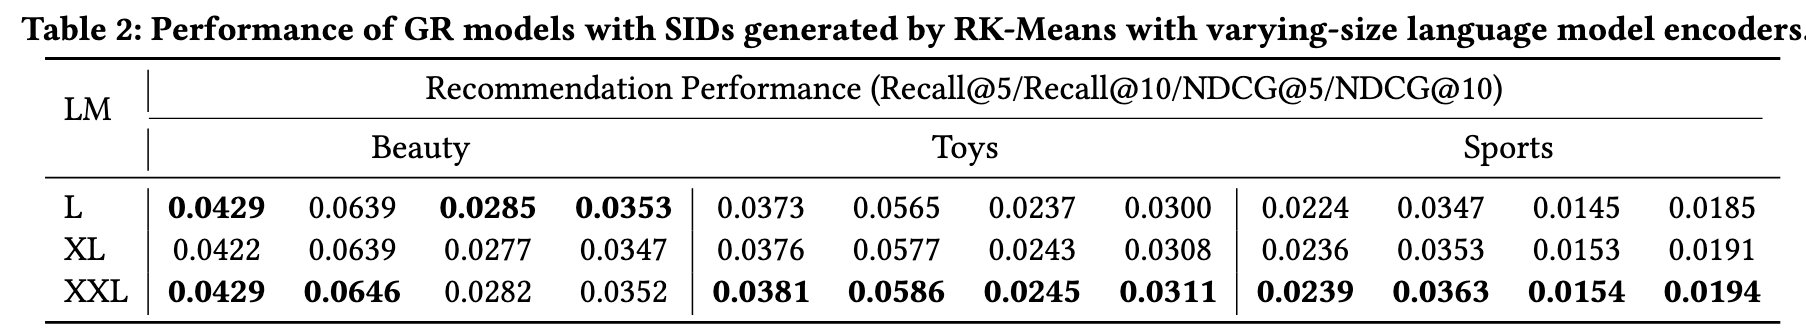 Table 2: Performance of GR models with SIDs generated by RK-Means with varying-size language model encoders.
LM Recommendation Performance (Recall@5/Recall@10/NDCG@5/NDCG@10)
Beauty Toys Sports
L 0.0429 0.0639 0.0285 0.0353 0.0373 0.0565 0.0237 0.0300 0.0224 0.0347 0.0145 0.0185
XL 0.0422 0.0639 0.0277 0.0347 0.0376 0.0577 0.0243 0.0308 0.0236 0.0353 0.0153 0.0191
XXL 0.0429 0.0646 0.0282 0.0352 0.0381 0.0586 0.0245 0.0311 0.0239 0.0363 0.0154 0.0194